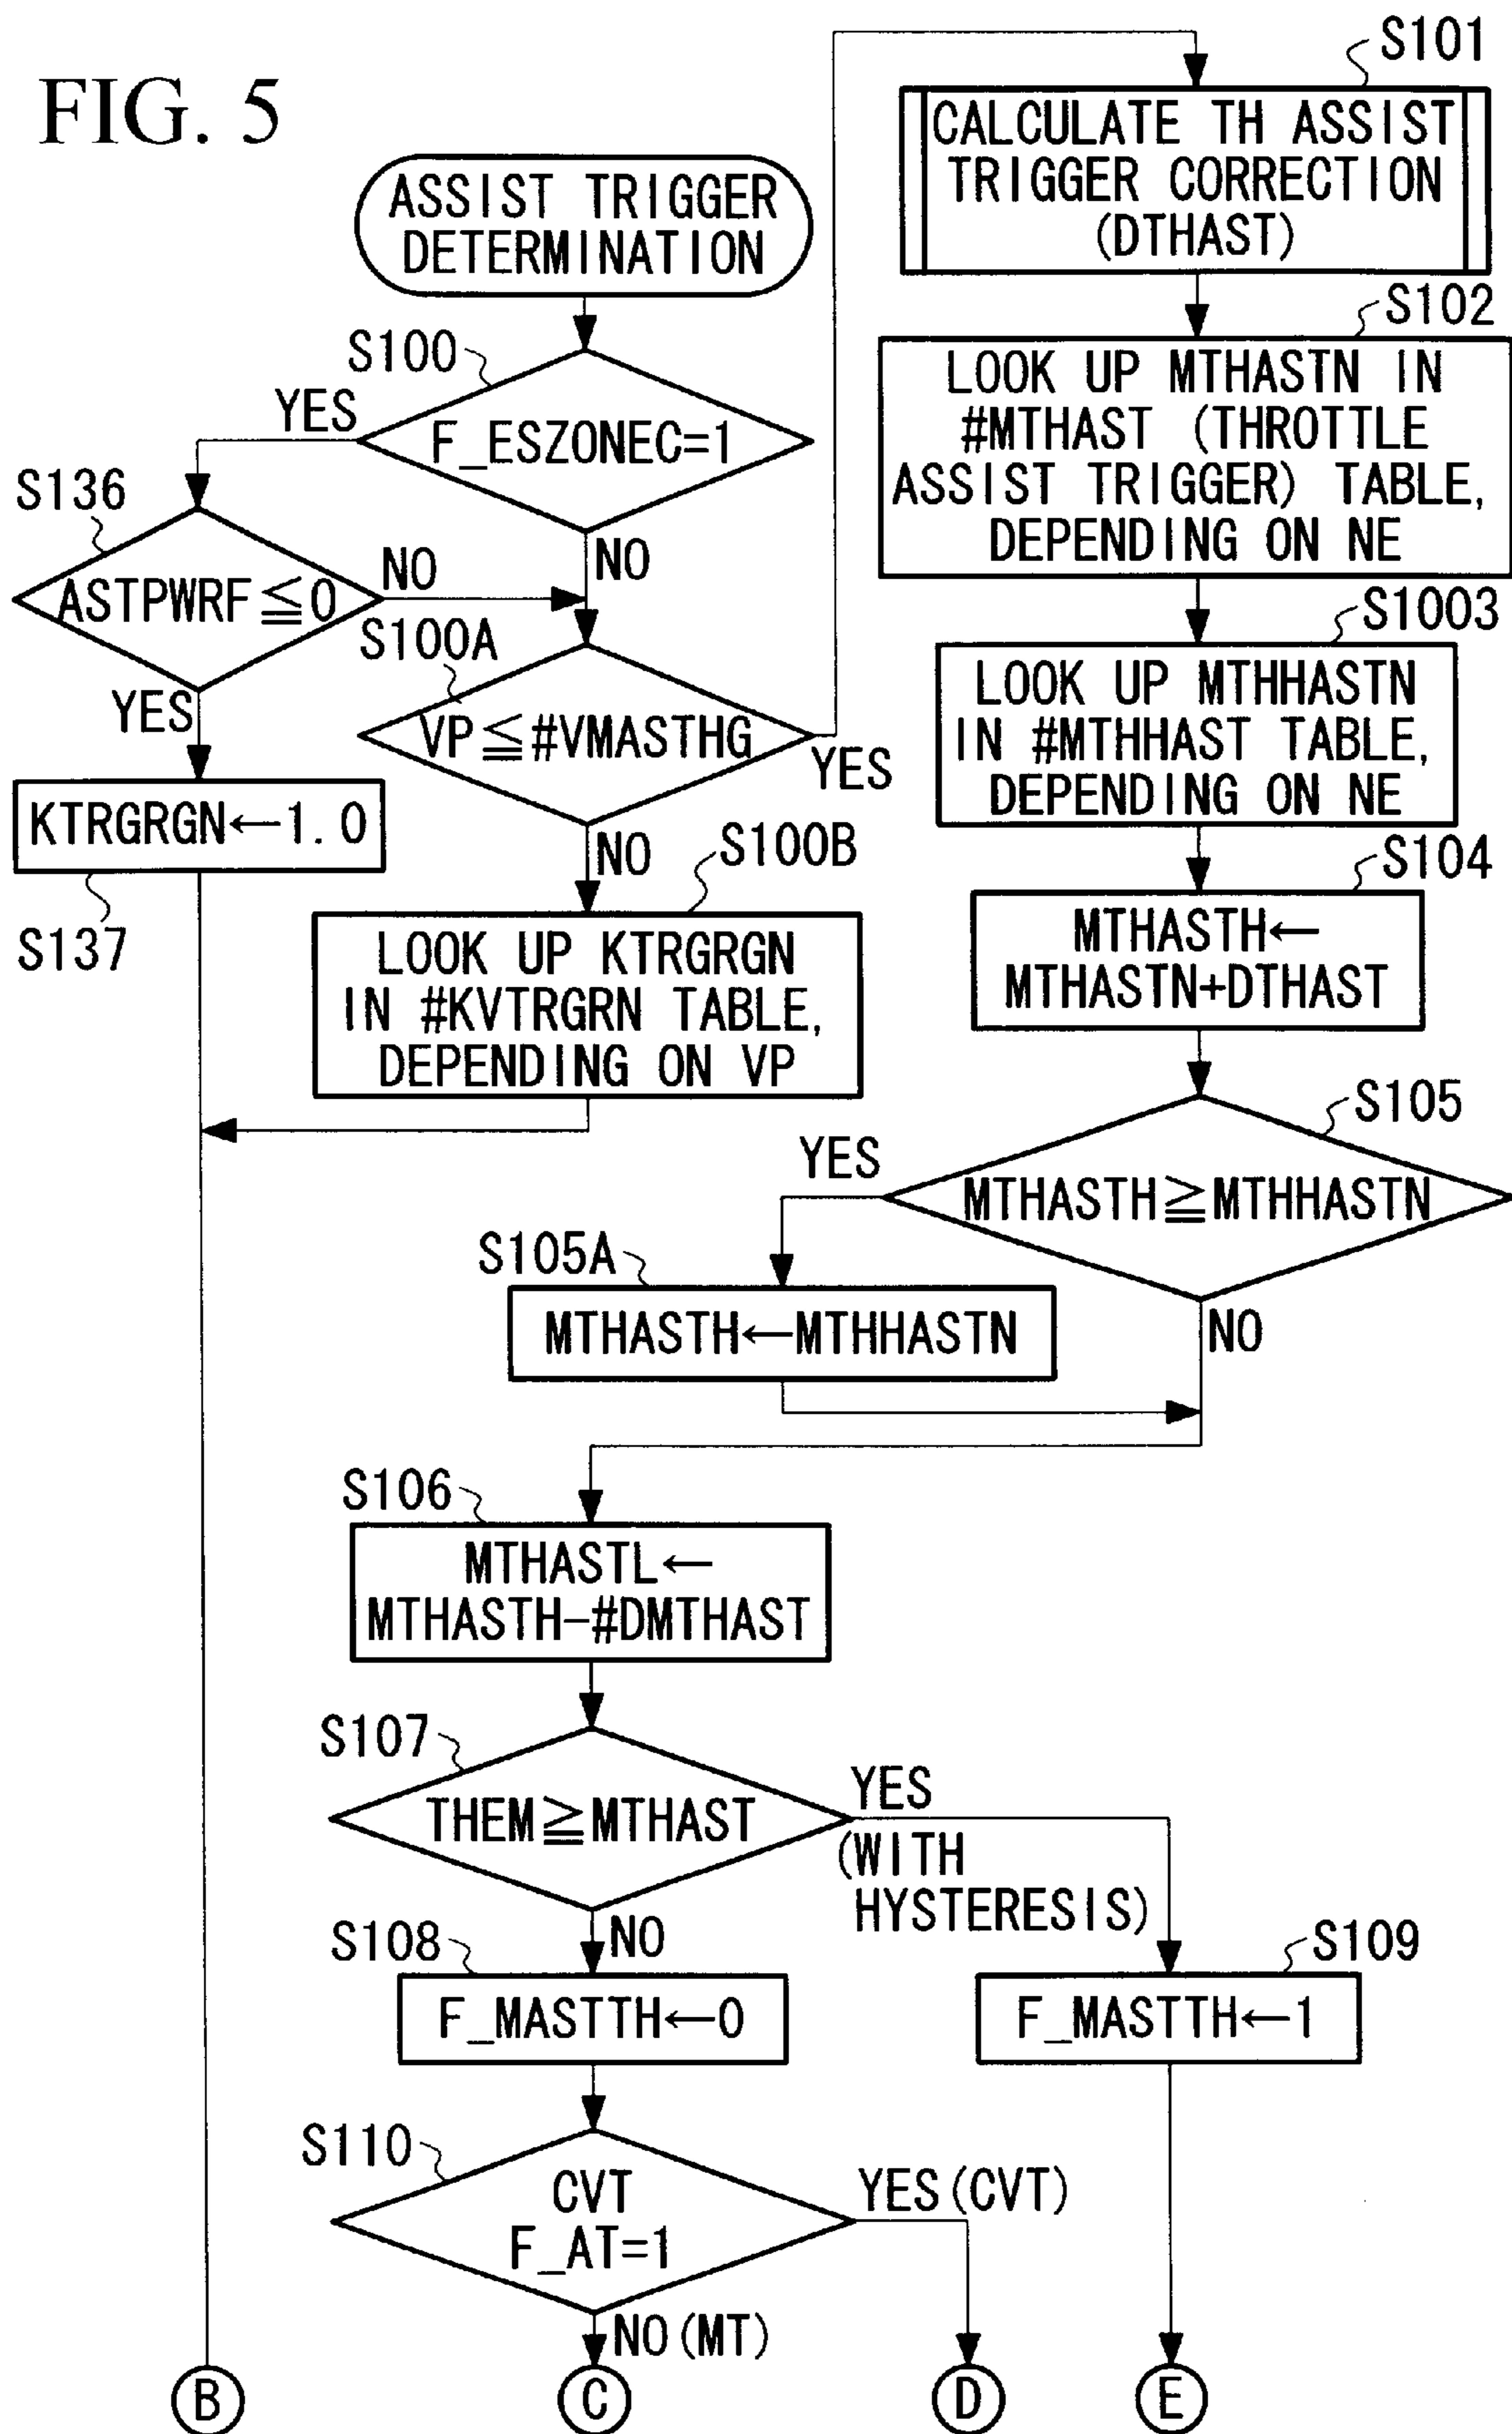 FIG. 5
ASSIST TRIGGER
DETERMINATION
S100
F_ESZONEC=1
YES
NO
S136
ASTPWRF≦0
NO
YES
KTRGRGN←1.0
S137
S100A
VP≦#VMASTHG
YES
NO
S100B
LOOK UP KTRGRGN
IN #KVTRGRN TABLE,
DEPENDING ON VP
S101
CALCULATE TH ASSIST
TRIGGER CORRECTION
(DTHAST)
S102
LOOK UP MTHASTN IN
#MTHAST (THROTTLE
ASSIST TRIGGER) TABLE,
DEPENDING ON NE
S1003
LOOK UP MTHHASTN
IN #MTHHAST TABLE,
DEPENDING ON NE
S104
MTHASTH←
MTHASTN+DTHAST
S105
MTHASTH≧MTHHASTN
YES
NO
S105A
MTHASTH←MTHHASTN
S106
MTHASTL←
MTHASTH-#DMTHAST
S107
THEM≧MTHAST
YES
(WITH
HYSTERESIS)
NO
S108
F_MASTTH←0
S109
F_MASTTH←1
S110
CVT
F_AT=1
YES(CVT)
NO(MT)
B
C
D
E